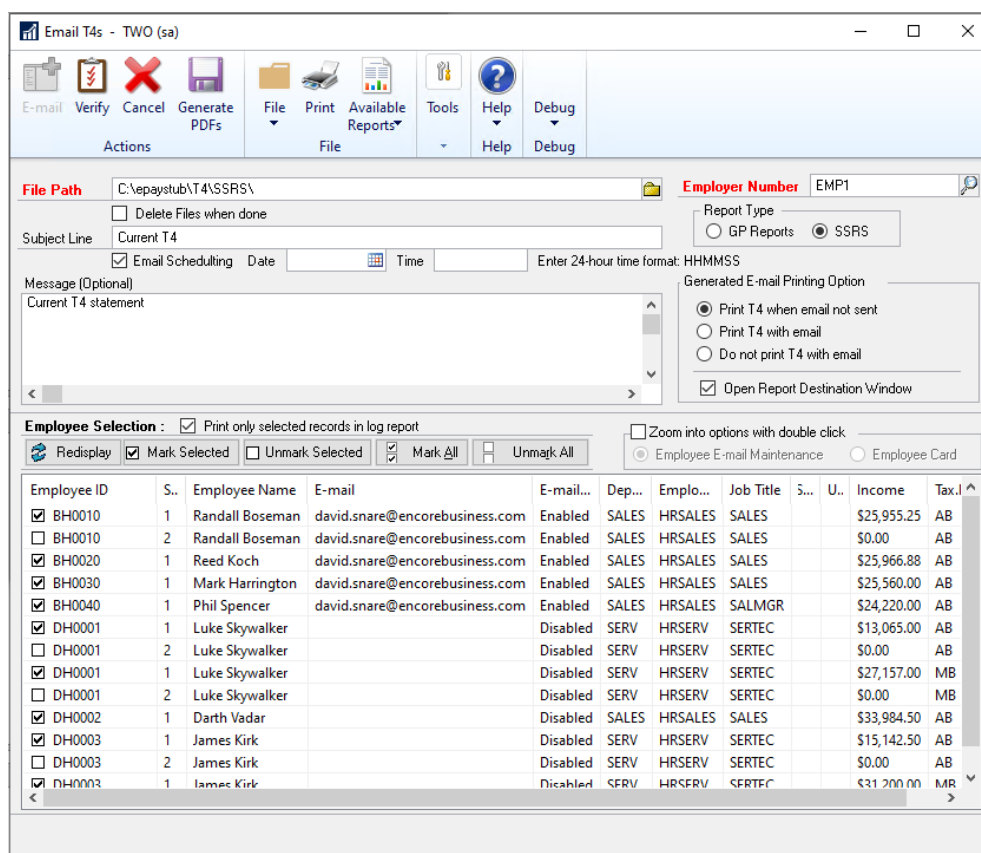 Email T4s - TWO (sa)
E-mail Verify Cancel Generate PDFs File Print Available Reports Tools Help Debug
Actions File Help Debug
File Path C:\epaystub\T4\SSRS\ Employer Number EMP1
Delete Files when done Report Type
Subject Line Current T4 GP Reports SSRS
Email Schedulting Date Time Enter 24-hour time format: HHMMSS
Message (Optional) Generated E-mail Printing Option
Current T4 statement
Print T4 when email not sent
Print T4 with email
Do not print T4 with email
Open Report Destination Window
Employee Selection : Print only selected records in log report
Zoom into options with double click
Redisplay Mark Selected Unmark Selected Mark All Unmark All Employee E-mail Maintenance Employee Card
Employee ID S.. Employee Name E-mail E-mail... Dep... Emplo... Job Title S... U.. Income Tax.
BH0010 1 Randall Boseman david.snare@encorebusiness.com Enabled SALES HRSALES SALES $25,955.25 AB
BH0010 2 Randall Boseman david.snare@encorebusiness.com Enabled SALES HRSALES SALES $0.00 AB
BH0020 1 Reed Koch david.snare@encorebusiness.com Enabled SALES HRSALES SALES $25,966.88 AB
BH0030 1 Mark Harrington david.snare@encorebusiness.com Enabled SALES HRSALES SALES $25,560.00 AB
BH0040 1 Phil Spencer david.snare@encorebusiness.com Enabled SALES HRSALES SALMGR $24,220.00 AB
DH0001 1 Luke Skywalker Disabled SERV HRSERV SERTEC $13,065.00 AB
DH0001 2 Luke Skywalker Disabled SERV HRSERV SERTEC $0.00 AB
DH0001 1 Luke Skywalker Disabled SERV HRSERV SERTEC $27,157.00 MB
DH0001 2 Luke Skywalker Disabled SERV HRSERV SERTEC $0.00 MB
DH0002 1 Darth Vadar Disabled SALES HRSALES SALES $33,984.50 AB
DH0003 1 James Kirk Disabled SERV HRSERV SERTEC $15,142.50 AB
DH0003 2 James Kirk Disabled SERV HRSERV SERTEC $0.00 AB
DH0003 1 James Kirk Disabled SERV HRSERV SERTEC $31,200.00 MB